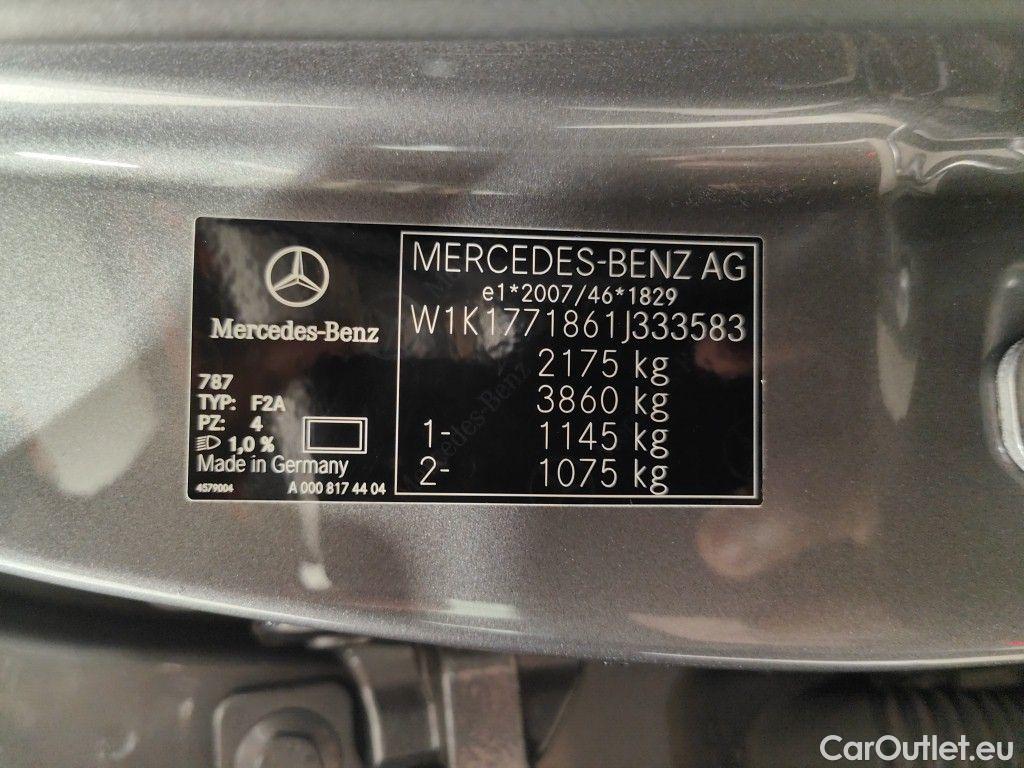 Mercedes-Benz
787
TYP: F2A
PZ: 4
1,0 %
Made in Germany
4579004 A 000 817 44 04
MERCEDES-BENZ AG
e1*2007/46*1829
W1K1771861J333583
2175 kg
3860 kg
1- 1145 kg
2- 1075 kg
CarOutlet.eu